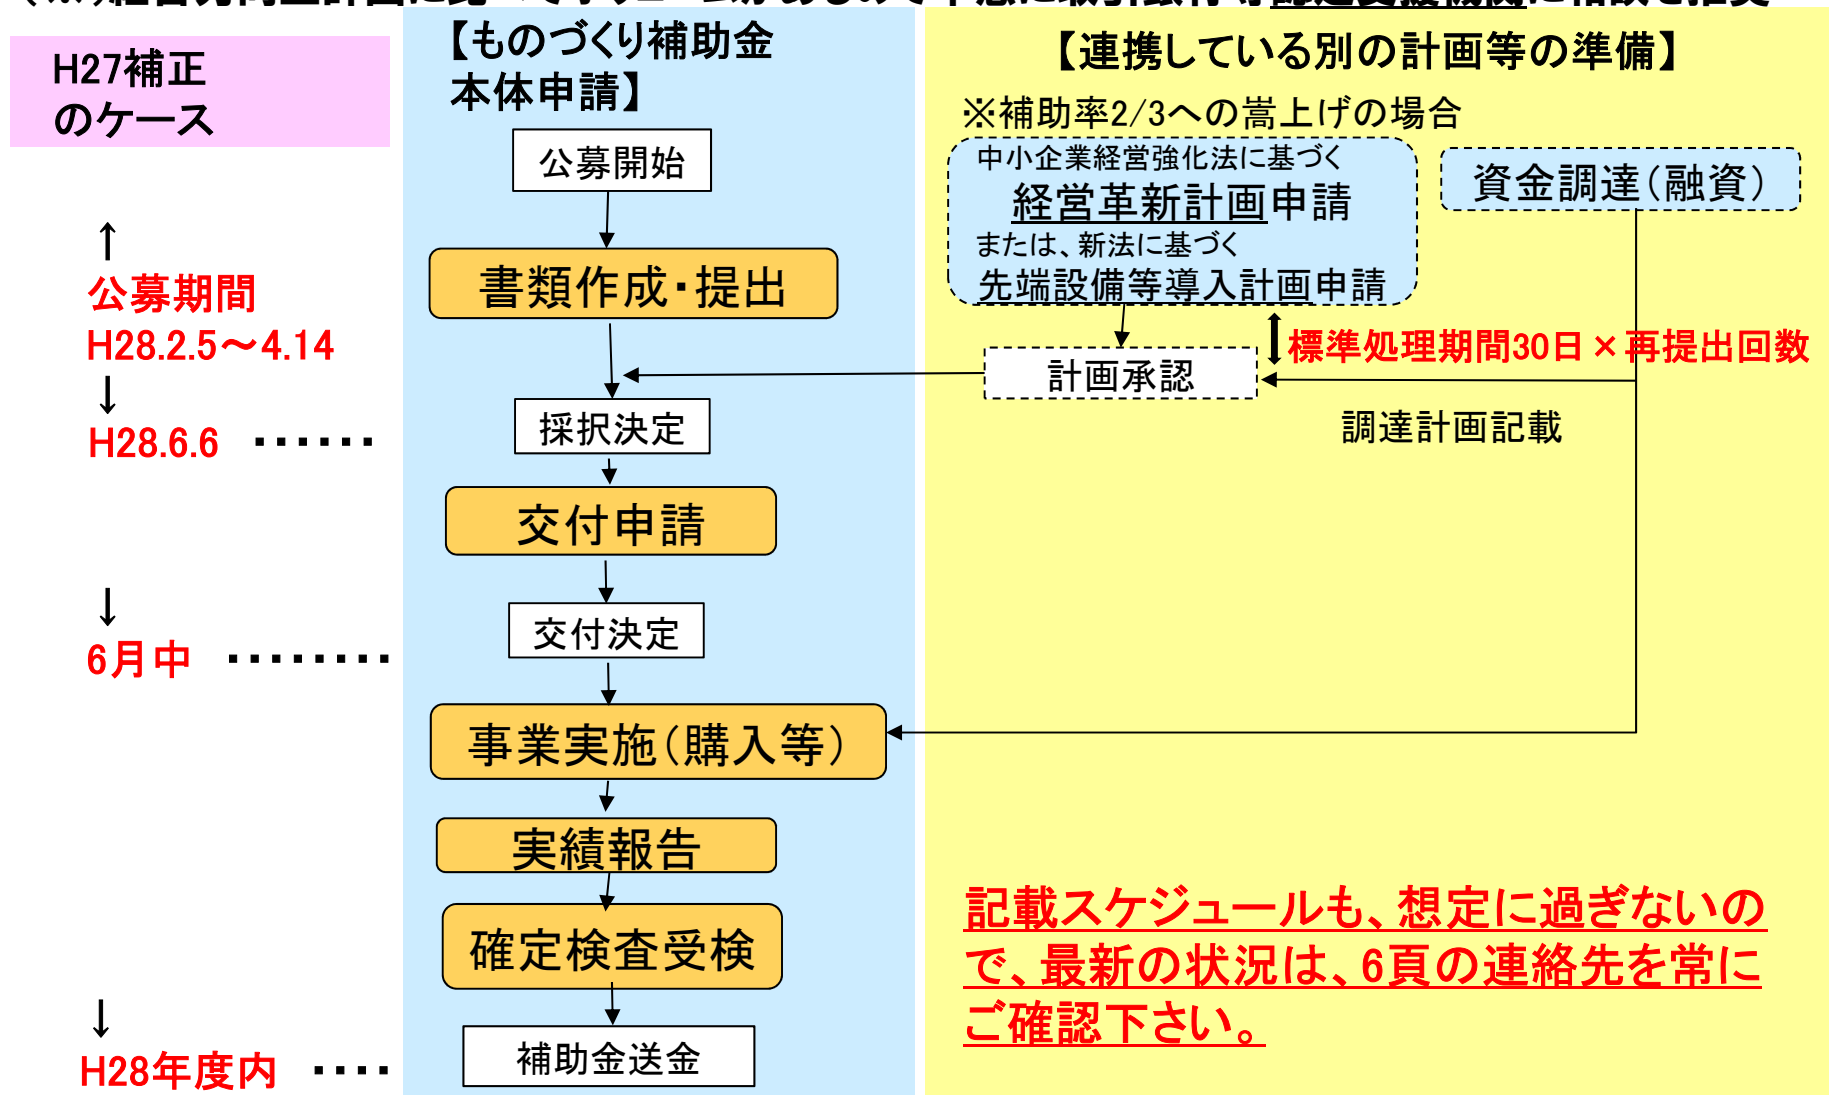 H27補正
のケース
↑
公募期間
H28.2.5～4.14
↓
H28.6.6 ・・・・・・
↓
6月中 ・・・・・・・・
↓
H28年度内 ・・・・
【ものづくり補助金
本体申請】
公募開始
書類作成・提出
採択決定
交付申請
交付決定
事業実施(購入等)
実績報告
確定検査受検
補助金送金
【連携している別の計画等の準備】
※補助率2/3への嵩上げの場合
中小企業経営強化法に基づく
経営革新計画申請
または、新法に基づく
先端設備等導入計画申請
資金調達(融資)
標準処理期間30日×再提出回数
計画承認
調達計画記載
記載スケジュールも、想定に過ぎないの
で、最新の状況は、6頁の連絡先を常に
ご確認下さい。